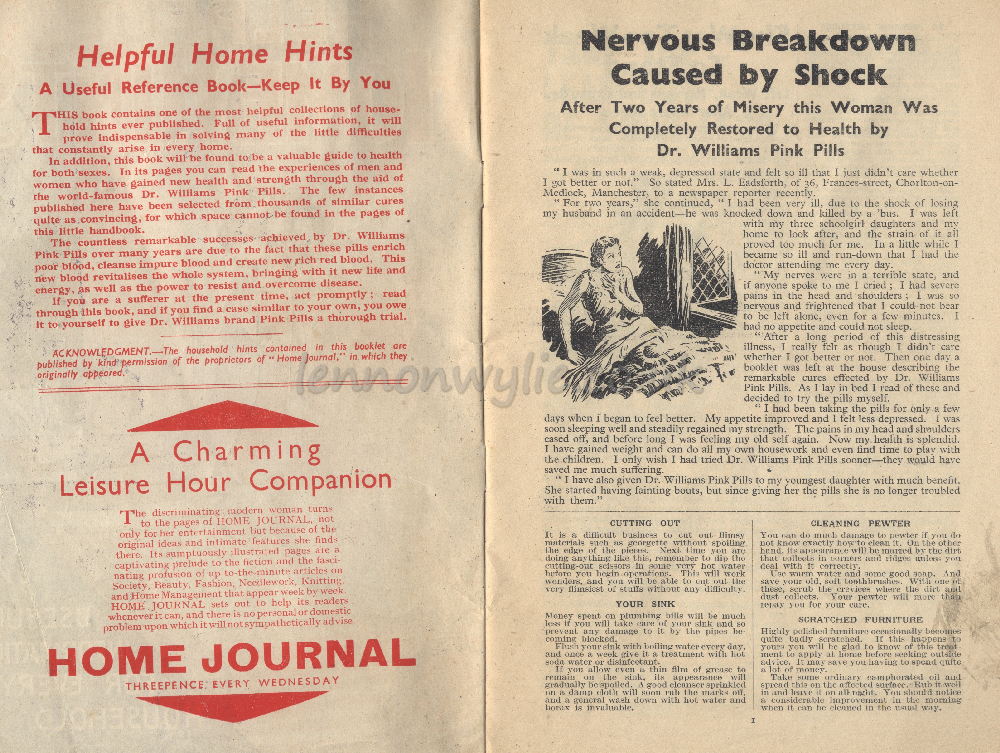 Helpful Home Hints
A Useful Reference Book—Keep It By You
THIS book contains one of the most helpful collections of house-
hold hints ever published. Full of useful information, it will
prove indispensable in solving many of the little difficulties
that constantly arise in every home.
In addition, this book will be found to be a valuable guide to health
for both sexes. In its pages you can read the experiences of men and
women who have gained new health and strength through the aid of
the world-famous Dr. Williams Pink Pills. The few instances
published here have been selected from thousands of similar cures
quite as convincing, for which space cannot be found in the pages of
this little handbook.
The countless remarkable successes achieved by Dr. Williams
Pink Pills over many years are due to the fact that these pills enrich
poor blood, cleanse impure blood and create new rich red blood. This
new blood revitalises the whole system, bringing with it new life and
energy, as well as the power to resist and overcome disease.
If you are a sufferer at the present time, act promptly; read
through this book, and if you find a case similar to your own, you owe
it to yourself to give Dr. Williams brand Pink Pills a thorough trial.
ACKNOWLEDGMENT.—The household hints contained in this booklet are
published by kind permission of the proprietors of "Home Journal," in which they
originally appeared.
lennonwylie
A Charming
Leisure Hour Companion
The discriminating modern woman turns
to the pages of HOME JOURNAL, not
only for her entertainment but because of the
original ideas and intimate features she finds
there. Its sumptuously illustrated pages are a
captivating prelude to the fiction and the fasci-
nating profusion of up-to-the-minute articles on
Society, Beauty, Fashion, Needlework, Knitting,
and Home Management that appear week by week.
HOME JOURNAL sets out to help its readers
whenever it can, and there is no personal or domestic
problem upon which it will not sympathetically advise.
HOME JOURNAL
THREEPENCE EVERY WEDNESDAY
Nervous Breakdown
Caused by Shock
After Two Years of Misery this Woman Was
Completely Restored to Health by
Dr. Williams Pink Pills
"I was in such a weak, depressed state and felt so ill that I just didn't care whether
I got better or not." So stated Mrs. L. Eadsforth, of 36, Frances-street, Chorlton-on-
Medlock, Manchester, to a newspaper reporter recently.
"For two years," she continued, "I had been very ill, due to the shock of losing
my husband in an accident—he was knocked down and killed by a 'bus. I was left
with my three schoolgirl daughters and my
home to look after, and the strain of it all
proved too much for me. In a little while I
became so ill and run-down that I had the
doctor attending me every day.
"My nerves were in a terrible state, and
if anyone spoke to me I cried; I had severe
pains in the head and shoulders; I was so
nervous and frightened that I could not bear
to be left alone, even for a few minutes. I
had no appetite and could not sleep.
"After a long period of this distressing
illness, I really felt as though I didn't care
whether I got better or not. Then one day a
booklet was left at the house describing the
remarkable cures effected by Dr. Williams
Pink Pills. As I lay in bed I read of these and
decided to try the pills myself.
"I had been taking the pills for only a few
days when I began to feel better. My appetite improved and I felt less depressed. I was
soon sleeping well and steadily regained my strength. The pains in my head and shoulders
eased off, and before long I was feeling my old self again. Now my health is splendid.
I have gained weight and can do all my own housework and even find time to play with
the children. I only wish I had tried Dr. Williams Pink Pills sooner—they would have
saved me much suffering.
"I have also given Dr. Williams Pink Pills to my youngest daughter with much benefit.
She started having fainting bouts, but since giving her the pills she is no longer troubled
with them."
CUTTING OUT
It is a difficult business to cut out flimsy
materials such as georgette without spoiling
the edge of the pieces. Next time you are
doing anything like this, remember to dip the
cutting-out scissors in some very hot water
before you begin operations. This will work
wonders, and you will be able to cut out the
very flimsiest of stuffs without any difficulty.
YOUR SINK
Money spent on plumbing bills will be much
less if you will take care of your sink and so
prevent any damage to it by the pipes be-
coming blocked.
Flush your sink with boiling water every day,
and once a week give it a treatment with hot
soda water or disinfectant.
If you allow even a thin film of grease to
remain on the sink, its appearance will
gradually be spoiled. A good cleanser sprinkled
on a damp cloth will soon rub the marks off,
and a general wash down with hot water and
borax is invaluable.
CLEANING PEWTER
You can do much damage to pewter if you do
not know exactly how to clean it. On the other
hand, its appearance will be marred by the dirt
that collects in corners and ridges unless you
deal with it correctly.
Use warm water and some good soap. And
save your old, soft toothbrushes. With one of
these, scrub the crevices where the dirt and
dust collects. Your pewter will more than
repay you for your care.
SCRATCHED FURNITURE
Highly polished furniture occasionally becomes
quite badly scratched. If this happens to
yours you will be glad to know of this treat-
ment to apply at home before seeking outside
advice. It may save you having to spend quite
a lot of money.
Take some ordinary camphorated oil and
spread this on the affected surface. Rub it well
in and leave it on all night. You should notice
a considerable improvement in the morning
when it can be cleaned in the usual way.
1